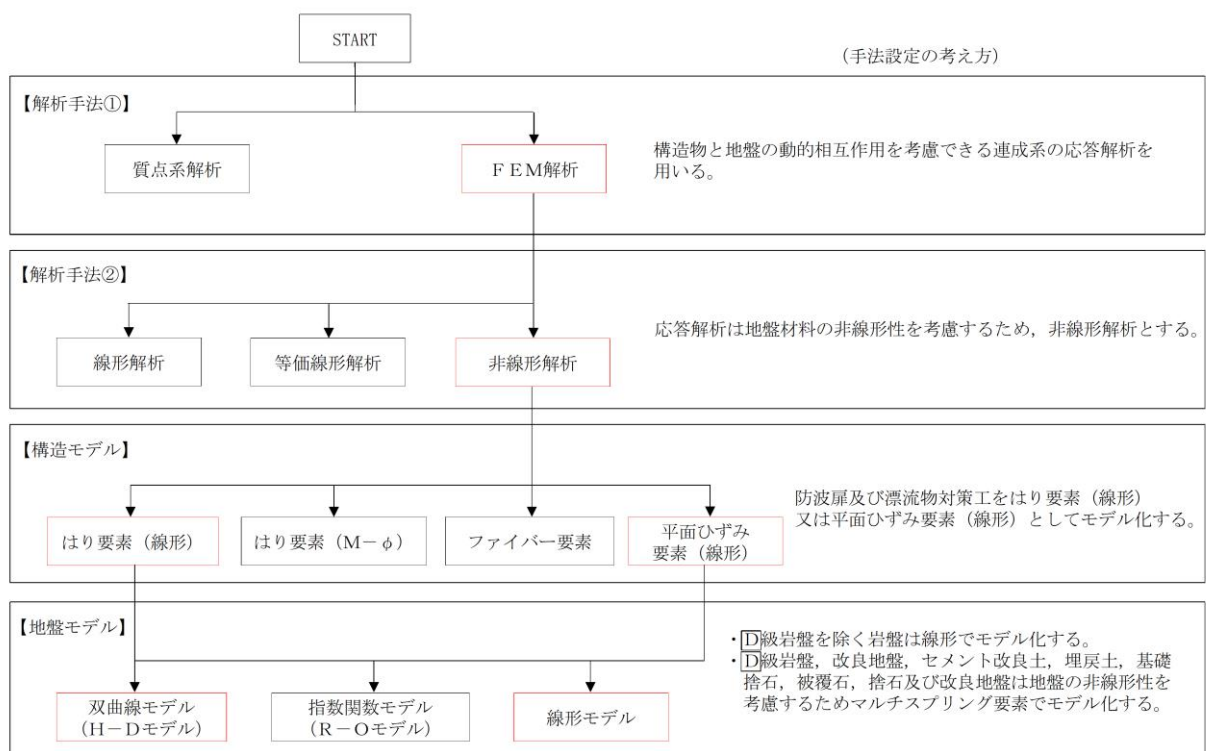 START
(手法設定の考え方)
【解析手法①】
質点系解析
FEM解析
構造物と地盤の動的相互作用を考慮できる連成系の応答解析を
用いる。
【解析手法②】
線形解析
等価線形解析
非線形解析
応答解析は地盤材料の非線形性を考慮するため，非線形解析とする。
【構造モデル】
はり要素（線形）
はり要素（M－φ）
ファイバー要素
平面ひずみ
要素（線形）
防波扉及び漂流物対策工をはり要素（線形）
又は平面ひずみ要素（線形）としてモデル化する。
【地盤モデル】
双曲線モデル
（H－Dモデル）
指数関数モデル
（R－Oモデル）
線形モデル
・D級岩盤を除く岩盤は線形でモデル化する。
・D級岩盤，改良地盤，セメント改良土，埋戻土，基礎
捨石，被覆石，捨石及び改良地盤は地盤の非線形性を
考慮するためマルチスプリング要素でモデル化する。